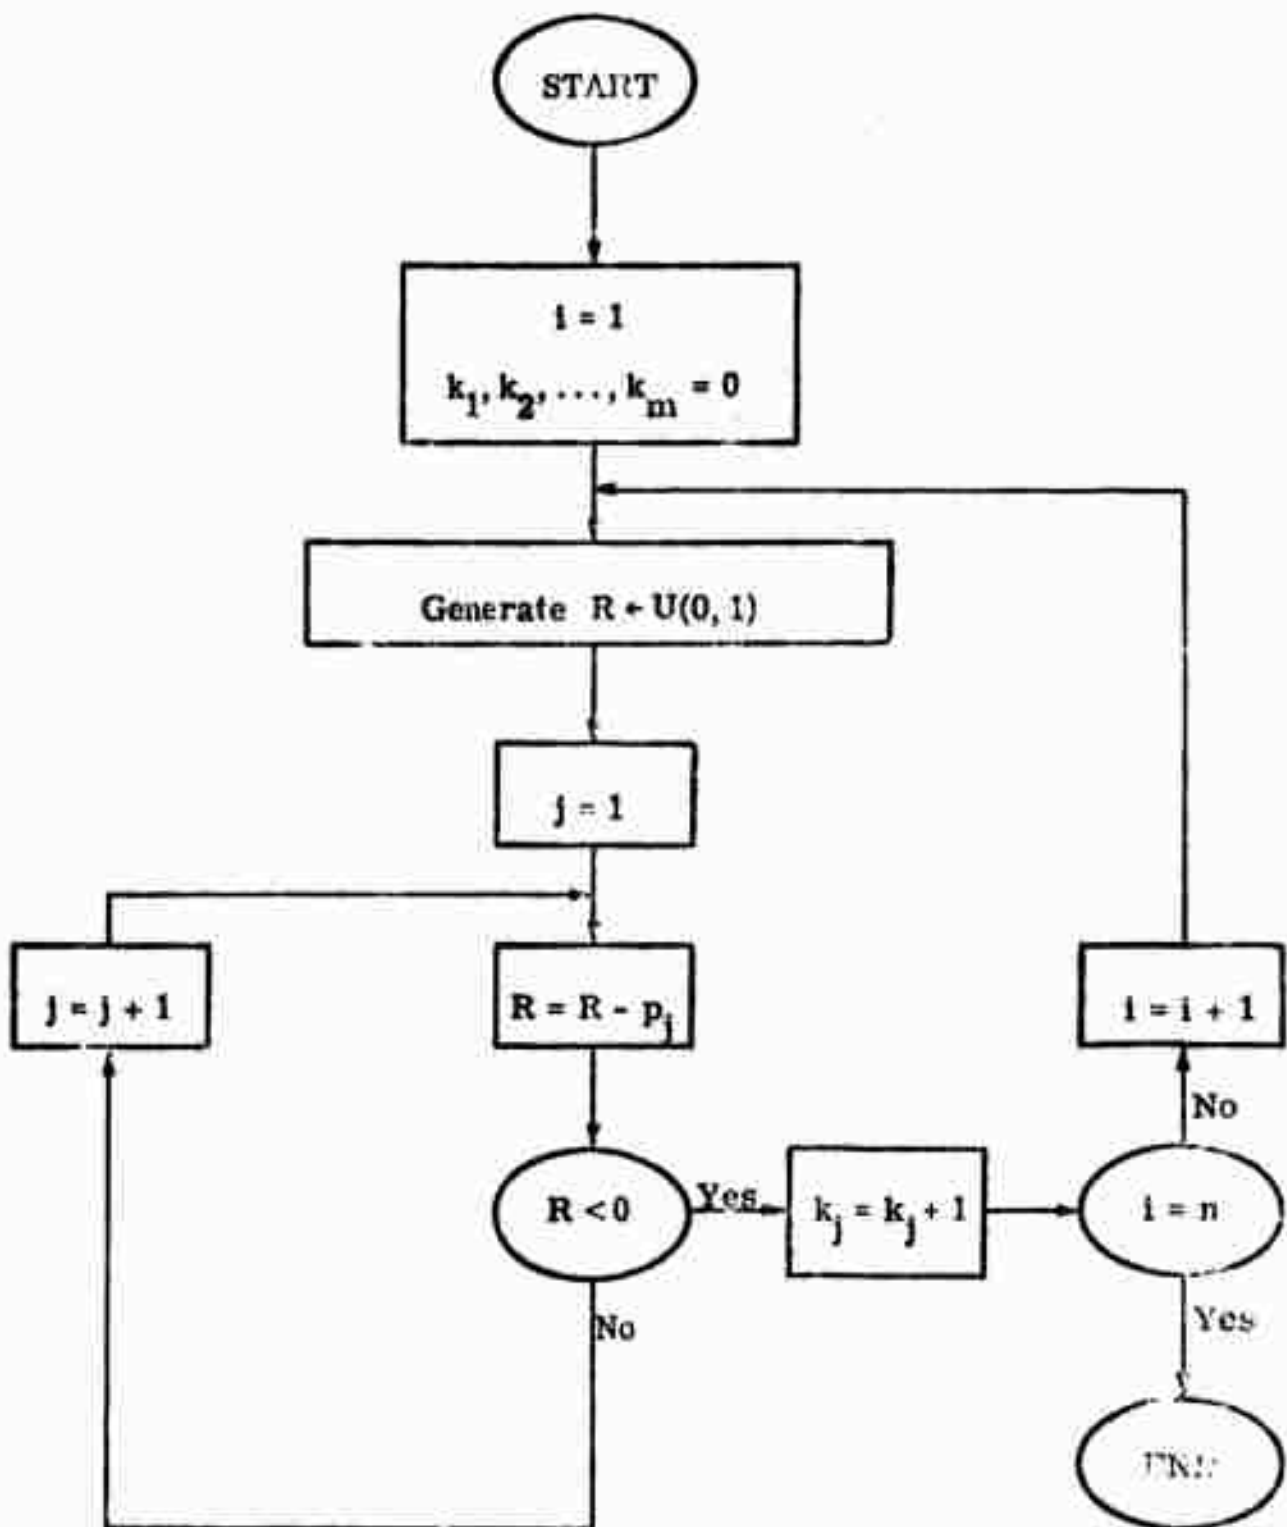 START
i = 1
k₁, k₂, ..., kₘ = 0
Generate R ← U(0, 1)
j = 1
j = j + 1
R = R - pⱼ
i = i + 1
No
R < 0
Yes
kⱼ = kⱼ + 1
i = n
No
Yes